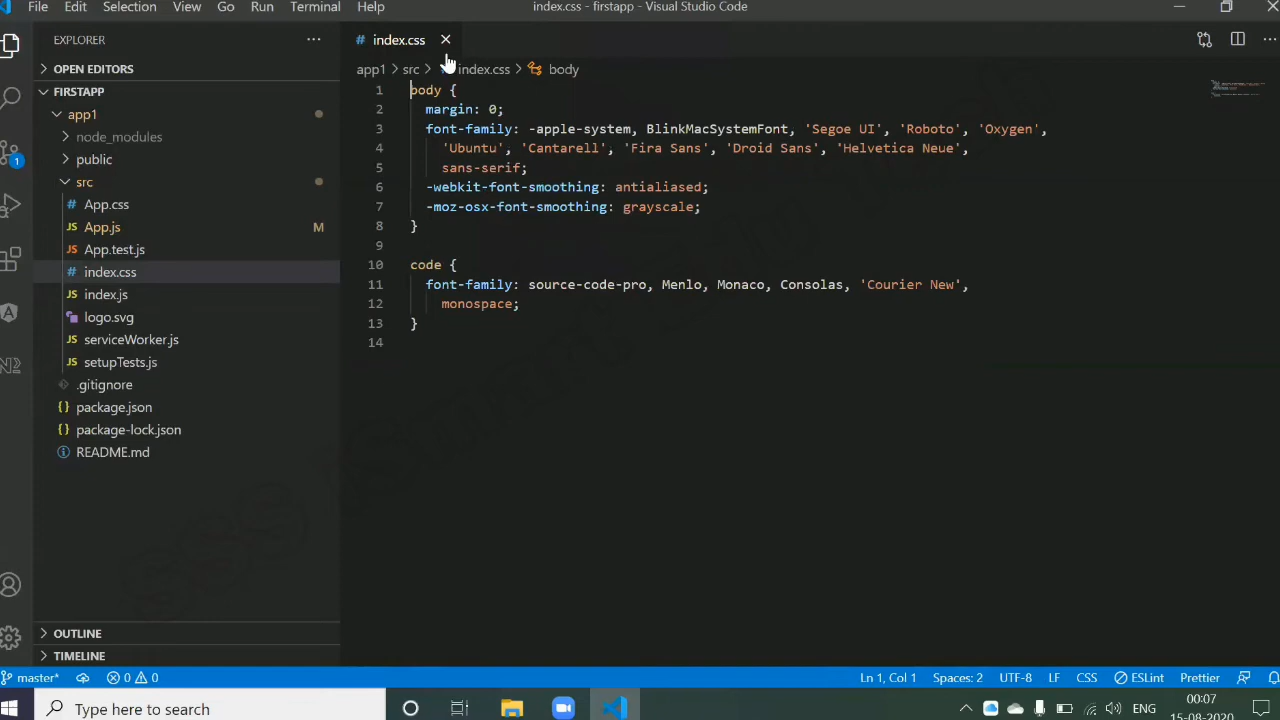 File Edit Selection View Go Run Terminal Help index.css - firstapp - Visual Studio Code
EXPLORER
OPEN EDITORS
FIRSTAPP
app1
node_modules
public
src
# App.css
JS App.js M
JS App.test.js
# index.css
JS index.js
logo.svg
JS serviceWorker.js
JS setupTests.js
.gitignore
{} package.json
{} package-lock.json
README.md
OUTLINE
TIMELINE
# index.css
app1 > src > index.css > body
1 body {
2 margin: 0;
3 font-family: -apple-system, BlinkMacSystemFont, 'Segoe UI', 'Roboto', 'Oxygen',
4 'Ubuntu', 'Cantarell', 'Fira Sans', 'Droid Sans', 'Helvetica Neue',
5 sans-serif;
6 -webkit-font-smoothing: antialiased;
7 -moz-osx-font-smoothing: grayscale;
8 }
9
10 code {
11 font-family: source-code-pro, Menlo, Monaco, Consolas, 'Courier New',
12 monospace;
13 }
14
1
master* 0 0 Ln 1, Col 1 Spaces: 2 UTF-8 LF CSS ESLint Prettier
Type here to search ENG 00:07
15-08-2020